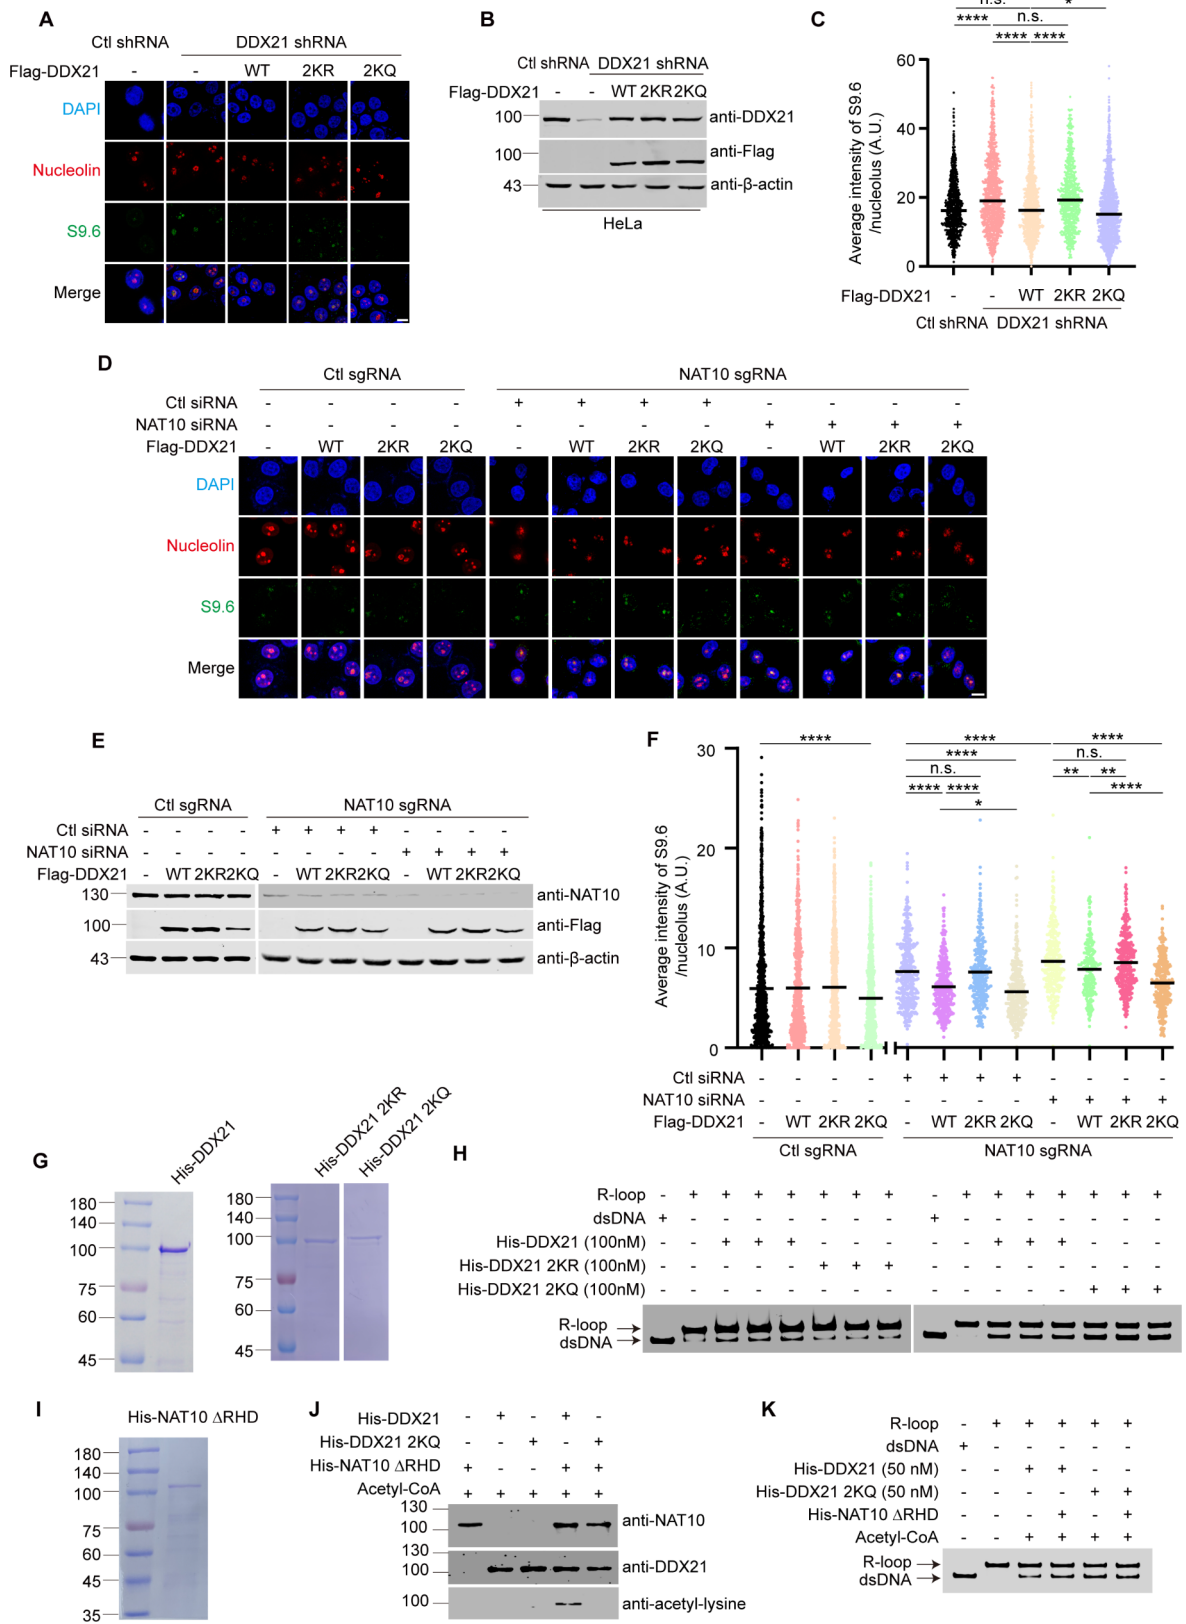 A
Ctl shRNA DDX21 shRNA
Flag-DDX21 - - WT 2KR 2KQ
DAPI
Nucleolin
S9.6
Merge
B
Ctl shRNA DDX21 shRNA
Flag-DDX21 - - WT 2KR 2KQ
100 anti-DDX21
100 anti-Flag
43 anti-β-actin
HeLa
C
n.s. *
**** n.s.
**** ****
Average intensity of S9.6
/nucleolus (A.U.)
60
40
20
0
Flag-DDX21 - - WT 2KR 2KQ
Ctl shRNA DDX21 shRNA
D
Ctl sgRNA NAT10 sgRNA
Ctl siRNA - - - - + + + + - - - -
NAT10 siRNA - - - - - - - - + + + +
Flag-DDX21 - WT 2KR 2KQ - WT 2KR 2KQ - WT 2KR 2KQ
DAPI
Nucleolin
S9.6
Merge
E
Ctl sgRNA NAT10 sgRNA
Ctl siRNA - - - - + + + + - - - -
NAT10 siRNA - - - - - - - - + + + +
Flag-DDX21 - WT 2KR 2KQ - WT 2KR 2KQ - WT 2KR 2KQ
130 anti-NAT10
100 anti-Flag
43 anti-β-actin
F
**** **** ****
****
n.s. n.s.
**** **** ** **
* ****
Average intensity of S9.6
/nucleolus (A.U.)
30
20
10
0
Ctl siRNA - - - - + + + + - - - -
NAT10 siRNA - - - - - - - - + + + +
Flag-DDX21 - WT 2KR 2KQ - WT 2KR 2KQ - WT 2KR 2KQ
Ctl sgRNA NAT10 sgRNA
G
His-DDX21
180
140
100
75
60
45
His-DDX21 2KR
His-DDX21 2KQ
180
140
100
75
60
45
H
R-loop - + + + + + + + - + + + + + + +
dsDNA + - - - - - - - + - - - - - - -
His-DDX21 (100nM) - - + + + - - - - - + + + - - -
His-DDX21 2KR (100nM) - - - - - + + + - - - - - - - -
His-DDX21 2KQ (100nM) - - - - - - - - - - - - - + + +
R-loop
dsDNA
I
His-NAT10 ΔRHD
180
140
100
75
60
45
35
J
His-DDX21 - + - + -
His-DDX21 2KQ - - + - +
His-NAT10 ΔRHD + - - + +
Acetyl-CoA + + + + +
130
100 anti-NAT10
130
100 anti-DDX21
100 anti-acetyl-lysine
K
R-loop - + + + + +
dsDNA + - - - - -
His-DDX21 (50 nM) - - + + - -
His-DDX21 2KQ (50 nM) - - - - + +
His-NAT10 ΔRHD - - - + - +
Acetyl-CoA - - + + + +
R-loop
dsDNA